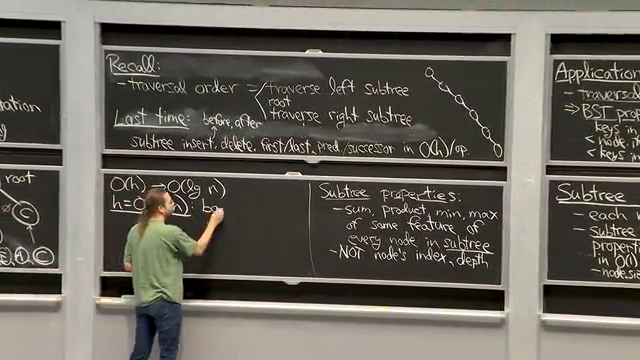 Recall:
- traversal order = traverse left subtree
root
traverse right subtree
Last time: before, after
subtree insert, delete, first/last, pred/successor in O(h)/op.
O(h) → O(lg n)
h=O
Subtree properties:
- sum, product, min, max
of some feature of
every node in subtree
- NOT node's index, depth
root
C
C
Application
- traversal
⇒ BST prop
keys in
< node.
< keys
Subtree
- each
- subtree
propert
in O(1)
- node.si